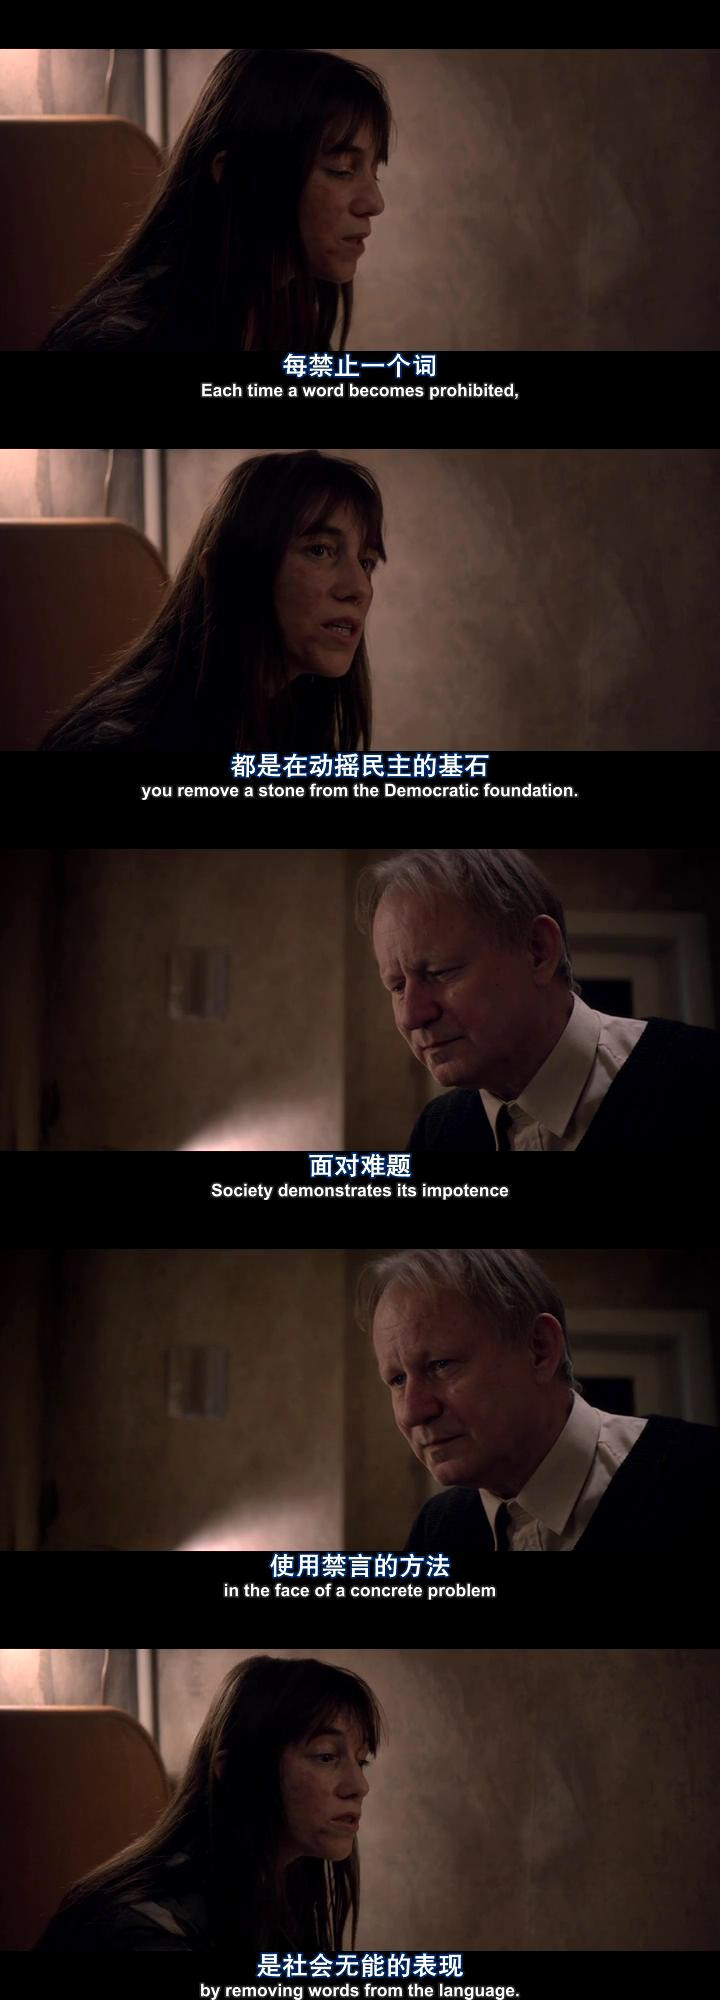 每禁止一个词
Each time a word becomes prohibited,
都是在动摇民主的基石
you remove a stone from the Democratic foundation.
面对难题
Society demonstrates its impotence
使用禁言的方法
in the face of a concrete problem
是社会无能的表现
by removing words from the language.